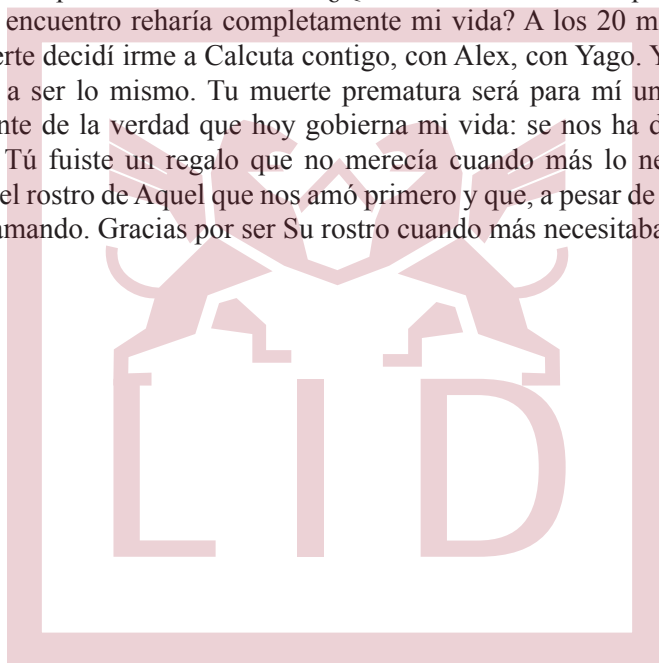 encuentro reharía completamente mi vida? A los 20 m
erte decidí irme a Calcuta contigo, con Alex, con Yago. Y
a ser lo mismo. Tu muerte prematura será para mí un
nte de la verdad que hoy gobierna mi vida: se nos ha d
Tú fuiste un regalo que no merecía cuando más lo ne
el rostro de Aquel que nos amó primero y que, a pesar de
amando. Gracias por ser Su rostro cuando más necesitaba
LID